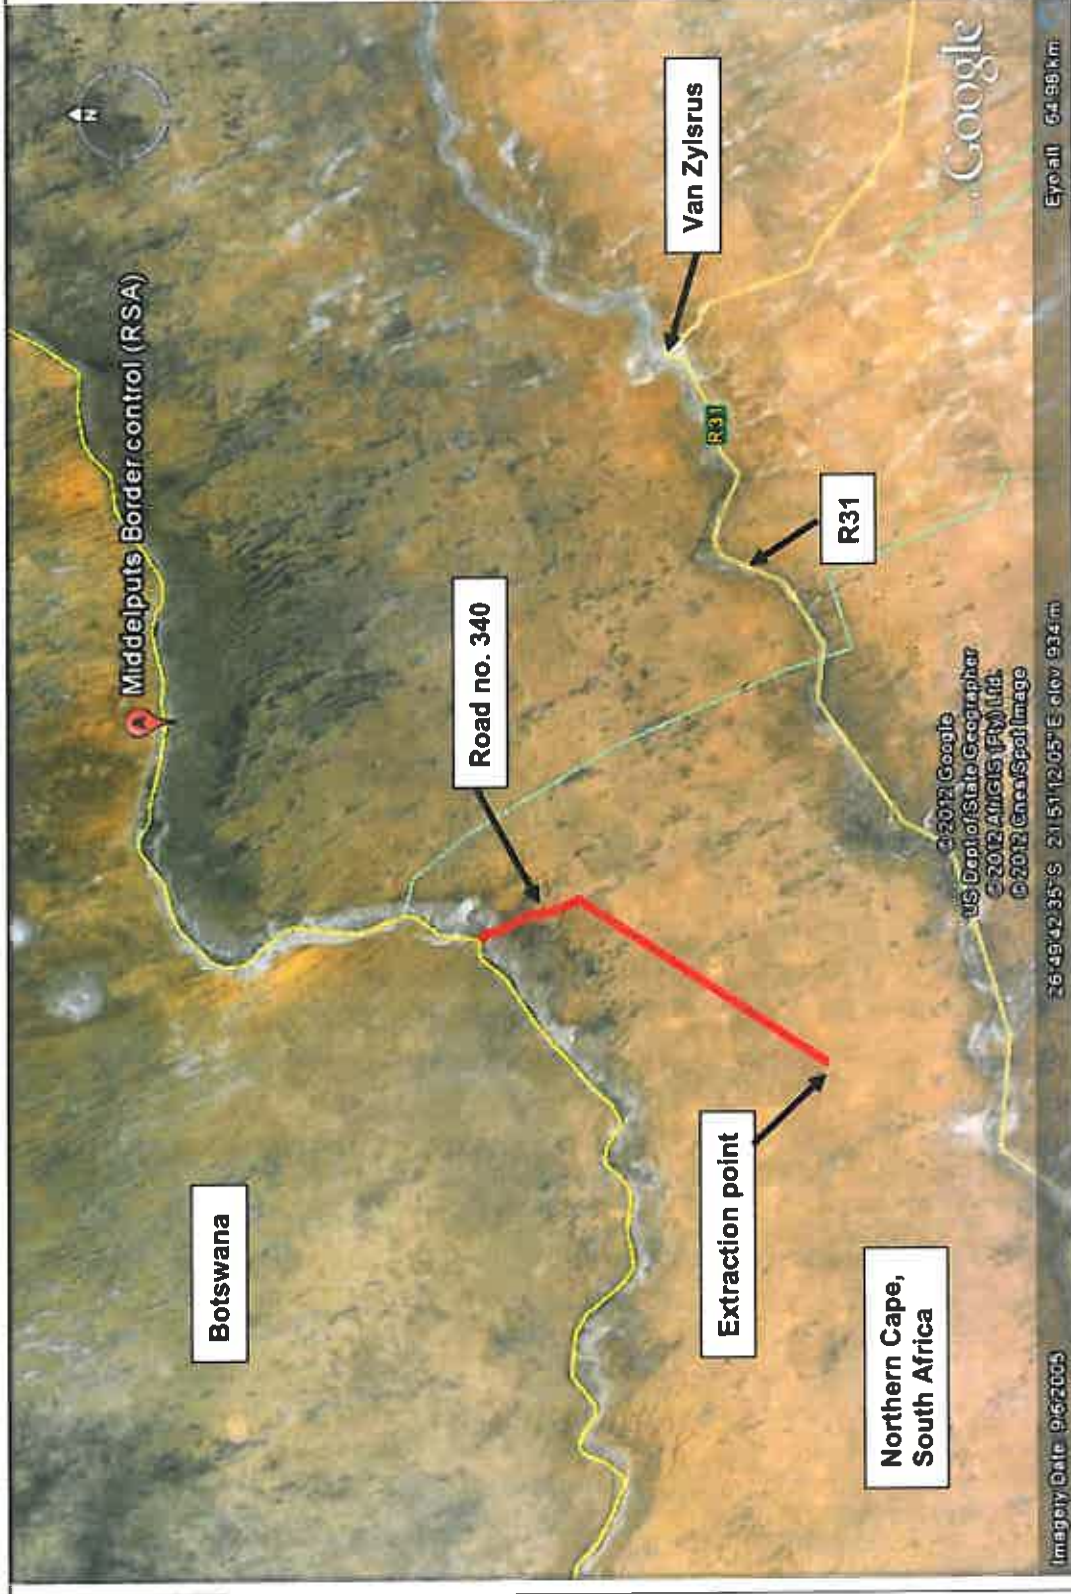 N
Middelputs Border control (RSA)
Van Zylsrus
Road no. 340
R31
R31
Botswana
Extraction point
Northern Cape,
South Africa
© 2012 Google
US Dept of State Geographer
© 2012 AfriGIS (Pty) Ltd.
© 2012 Cnes/Spot Image
Google
Imagery Date 9/6/2005
26°49'42.35" S 21°51'12.05" E elev 934 m
Eye alt 64.98 km